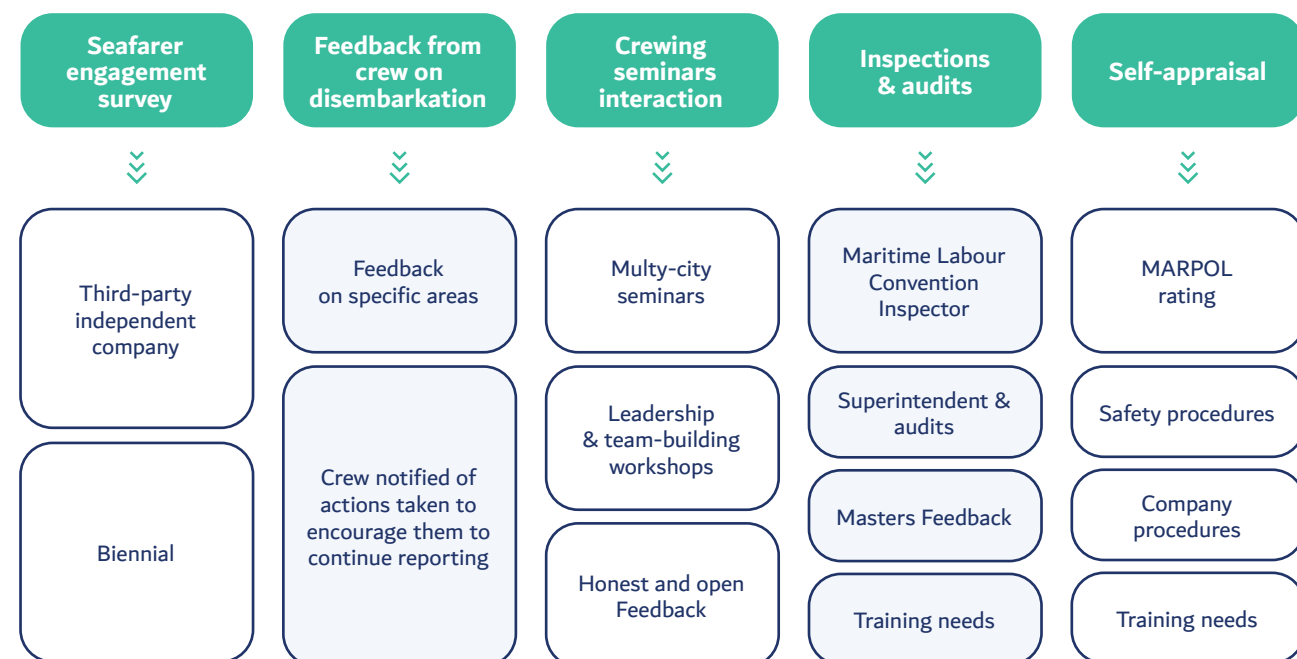 Seafarer
engagement
survey
Third-party
independent
company
Biennial
Feedback from
crew on
disembarkation
Feedback
on specific areas
Crew notified of
actions taken to
encourage them to
continue reporting
Crewing
seminars
interaction
Multy-city
seminars
Leadership
& team-building
workshops
Honest and open
Feedback
Inspections
& audits
Maritime Labour
Convention
Inspector
Superintendent &
audits
Masters Feedback
Training needs
Self-appraisal
MARPOL
rating
Safety procedures
Company
procedures
Training needs